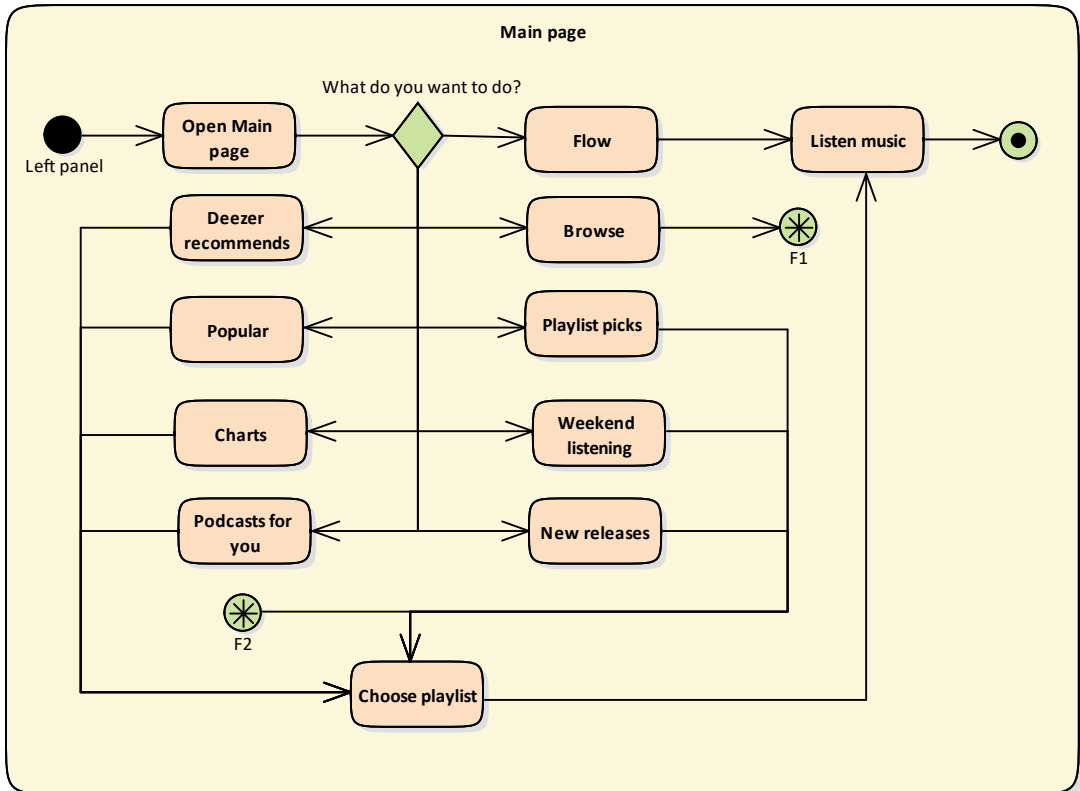 Main page
What do you want to do?
Left panel
Open Main
page
Flow
Listen music
Deezer
recommends
Browse
F1
Popular
Playlist picks
Charts
Weekend
listening
Podcasts for
you
New releases
F2
Choose playlist